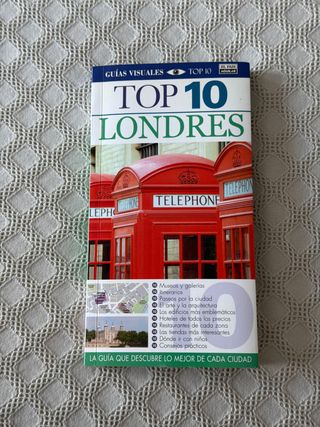 GUÍAS VISUALES TOP 10
EL PAÍS
AGUILAR
TOP 10
LONDRES
TELEPHONE
TELEPHONE
TELEPHO
Museos y galerías
Itinerarios
Paseos por la ciudad
El arte y la arquitectura
Los edificios más emblemáticos
Hoteles de todos los precios
Restaurantes de cada zona
Las tiendas más interesantes
Dónde ir con niños
Consejos prácticos
LA GUÍA QUE DESCUBRE LO MEJOR DE CADA CIUDAD